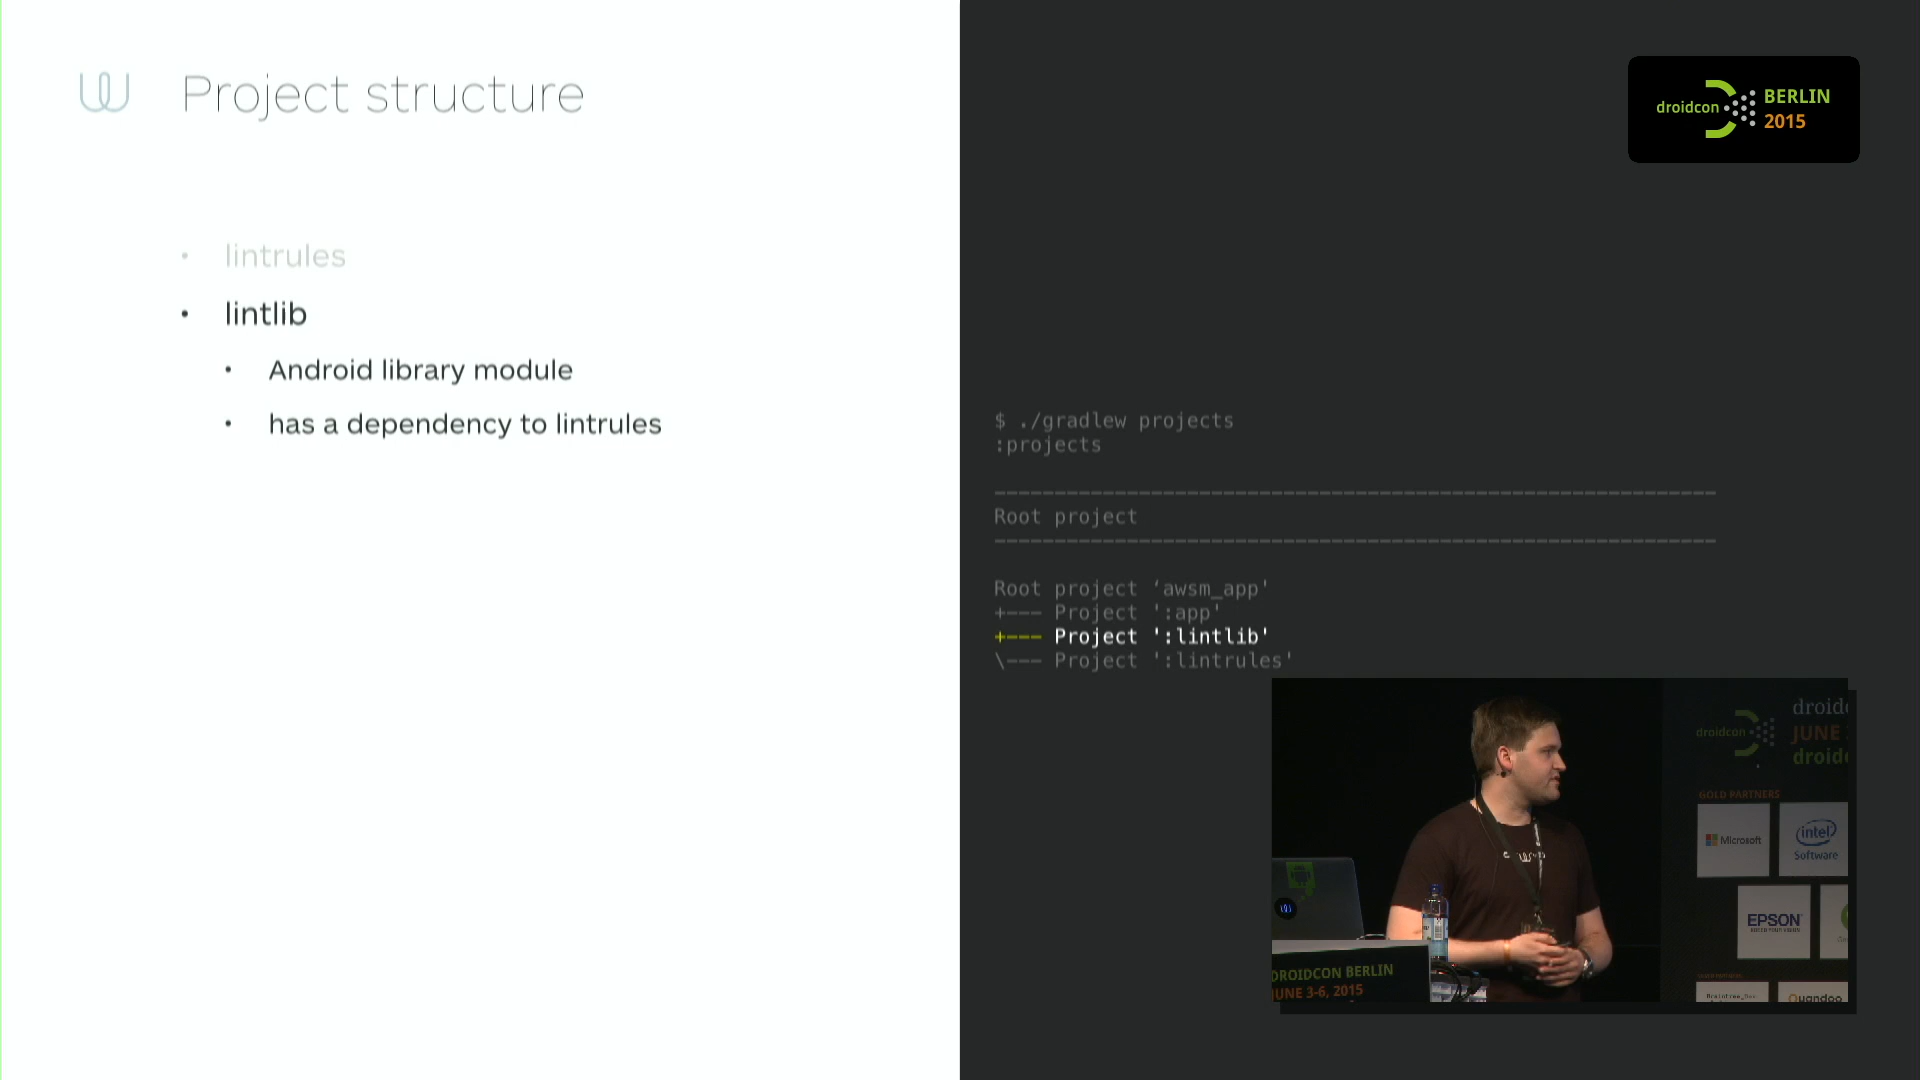 Project structure
• lintrules
• lintlib
• Android library module
• has a dependency to lintrules
droidcon
BERLIN
2015
$ ./gradlew projects
:projects
------------------------------------------------------------
Root project
------------------------------------------------------------
Root project ‘awsm_app'
+--- Project ':app'
+--- Project ':lintlib'
\--- Project ':lintrules'
droidcon
JUNE
GOLD PARTNERS
Microsoft
intel
Software
EPSON
Quandoo
DROIDCON BERLIN
JUNE 3-6, 2015